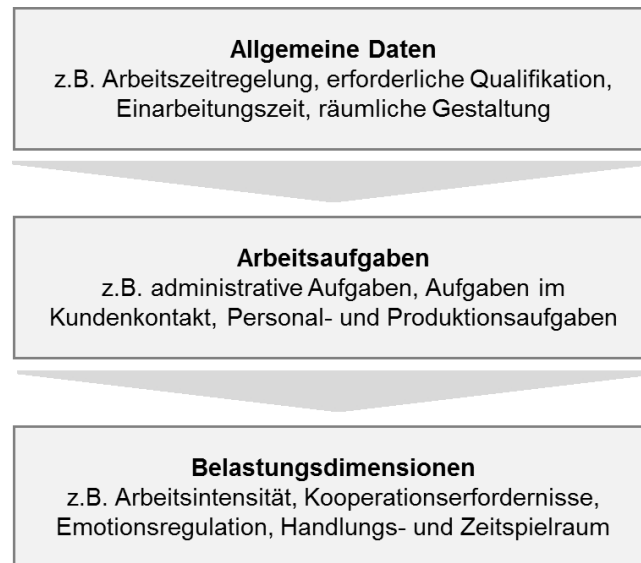 Allgemeine Daten
z.B. Arbeitszeitregelung, erforderliche Qualifikation,
Einarbeitungszeit, räumliche Gestaltung
Arbeitsaufgaben
z.B. administrative Aufgaben, Aufgaben im
Kundenkontakt, Personal- und Produktionsaufgaben
Belastungsdimensionen
z.B. Arbeitsintensität, Kooperationserfordernisse,
Emotionsregulation, Handlungs- und Zeitspielraum